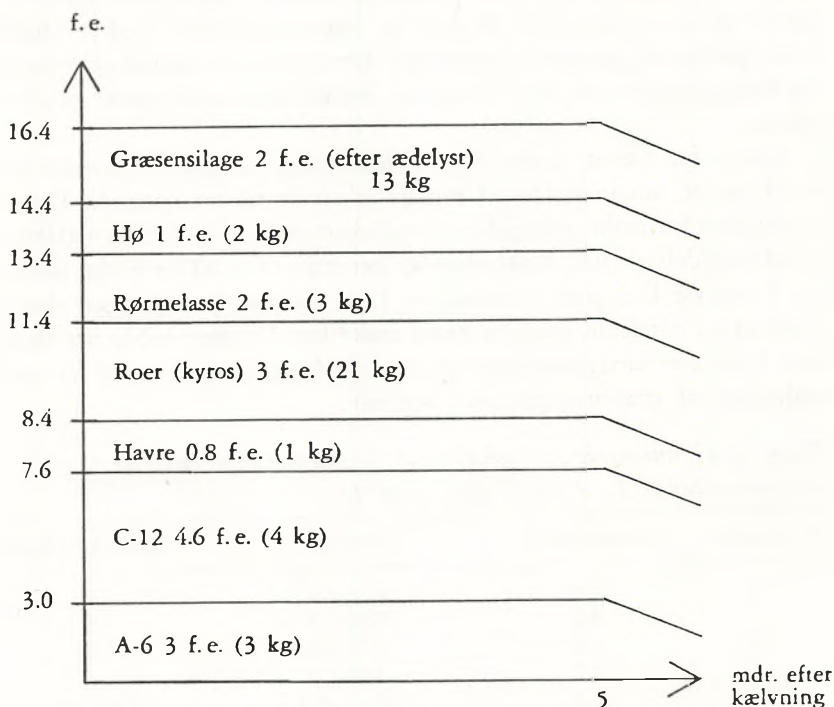 f.e.
16.4
Græsensilage 2 f.e. (efter ædelyst)
13 kg
14.4
Hø 1 f.e. (2 kg)
13.4
Rørmelasse 2 f.e. (3 kg)
11.4
Roer (kyros) 3 f.e. (21 kg)
8.4
Havre 0.8 f.e. (1 kg)
7.6
C-12 4.6 f.e. (4 kg)
3.0
A-6 3 f.e. (3 kg)
5
mdr. efter
kælvning